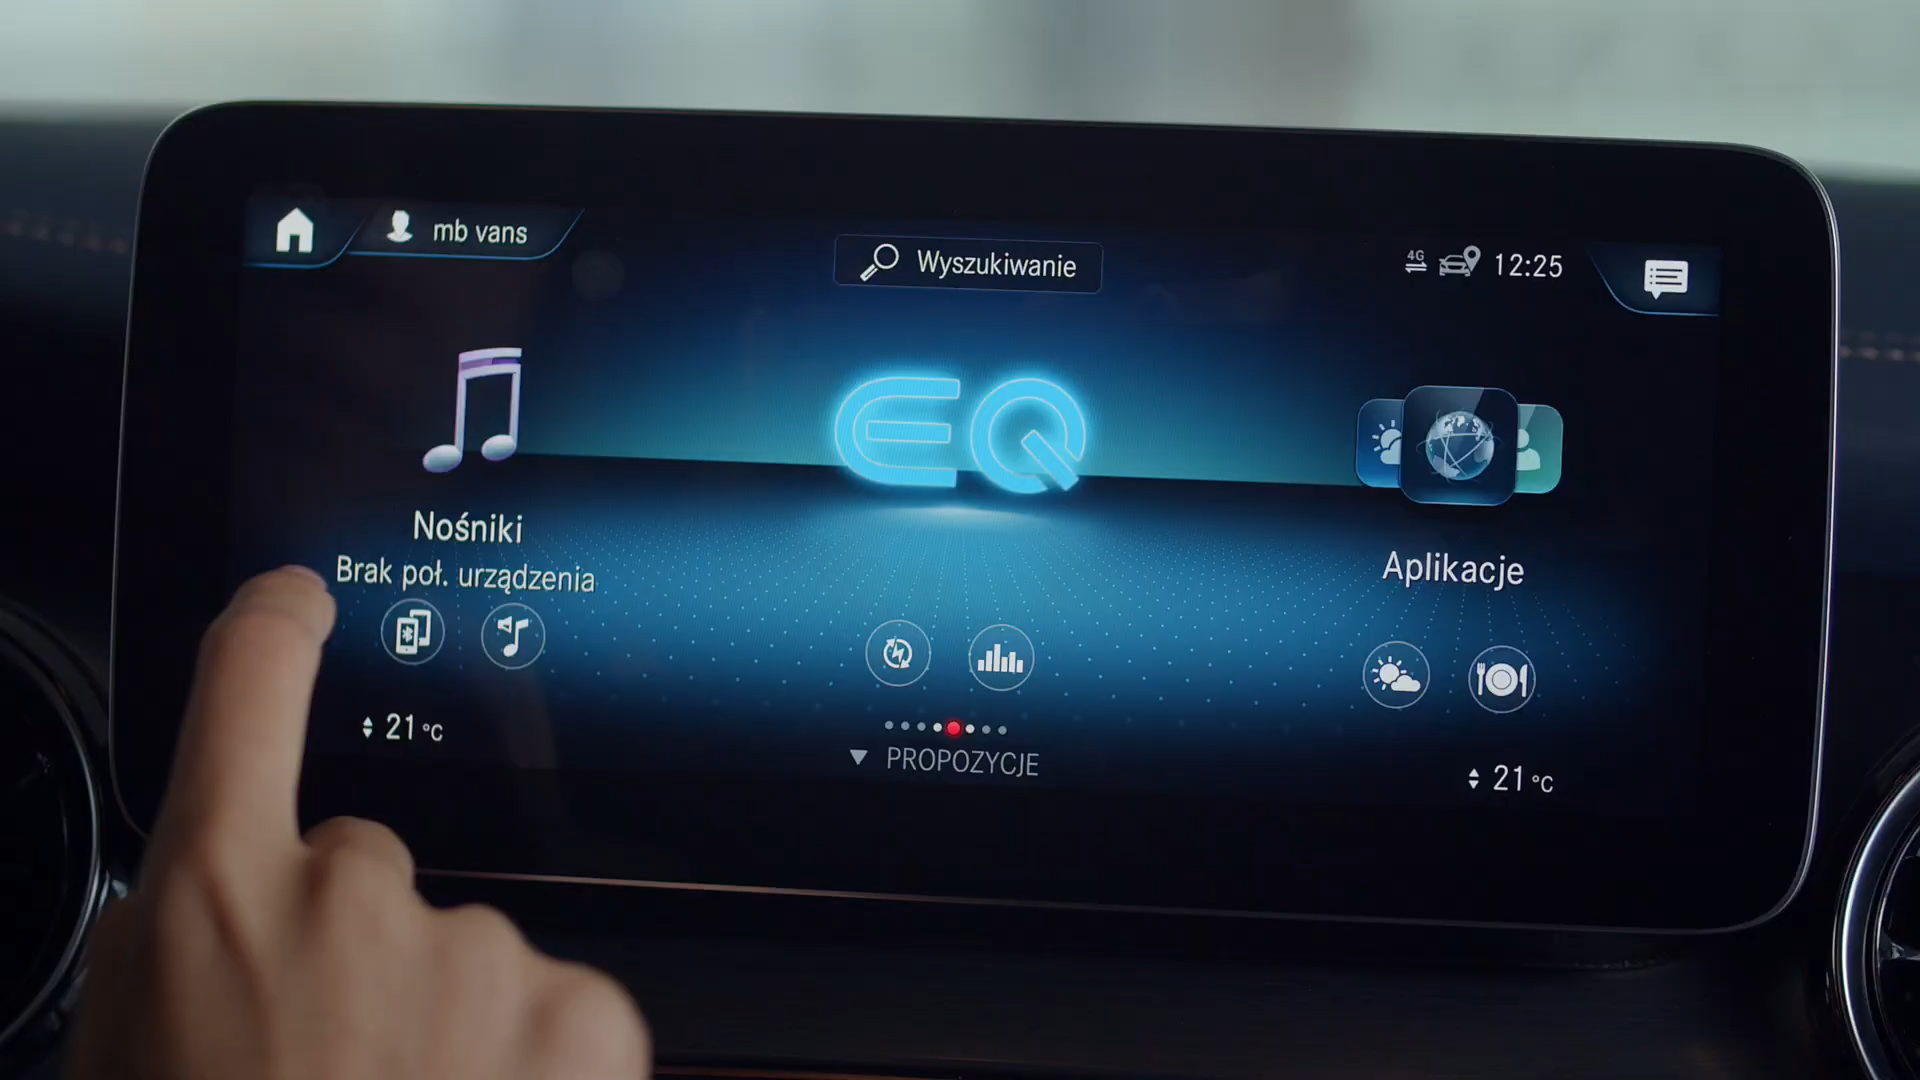 mb vans
Wyszukiwanie
4G
12:25
EQ
Nośniki
Brak poł. urządzenia
Aplikacje
21 °C
PROPOZYCJE
21 °C